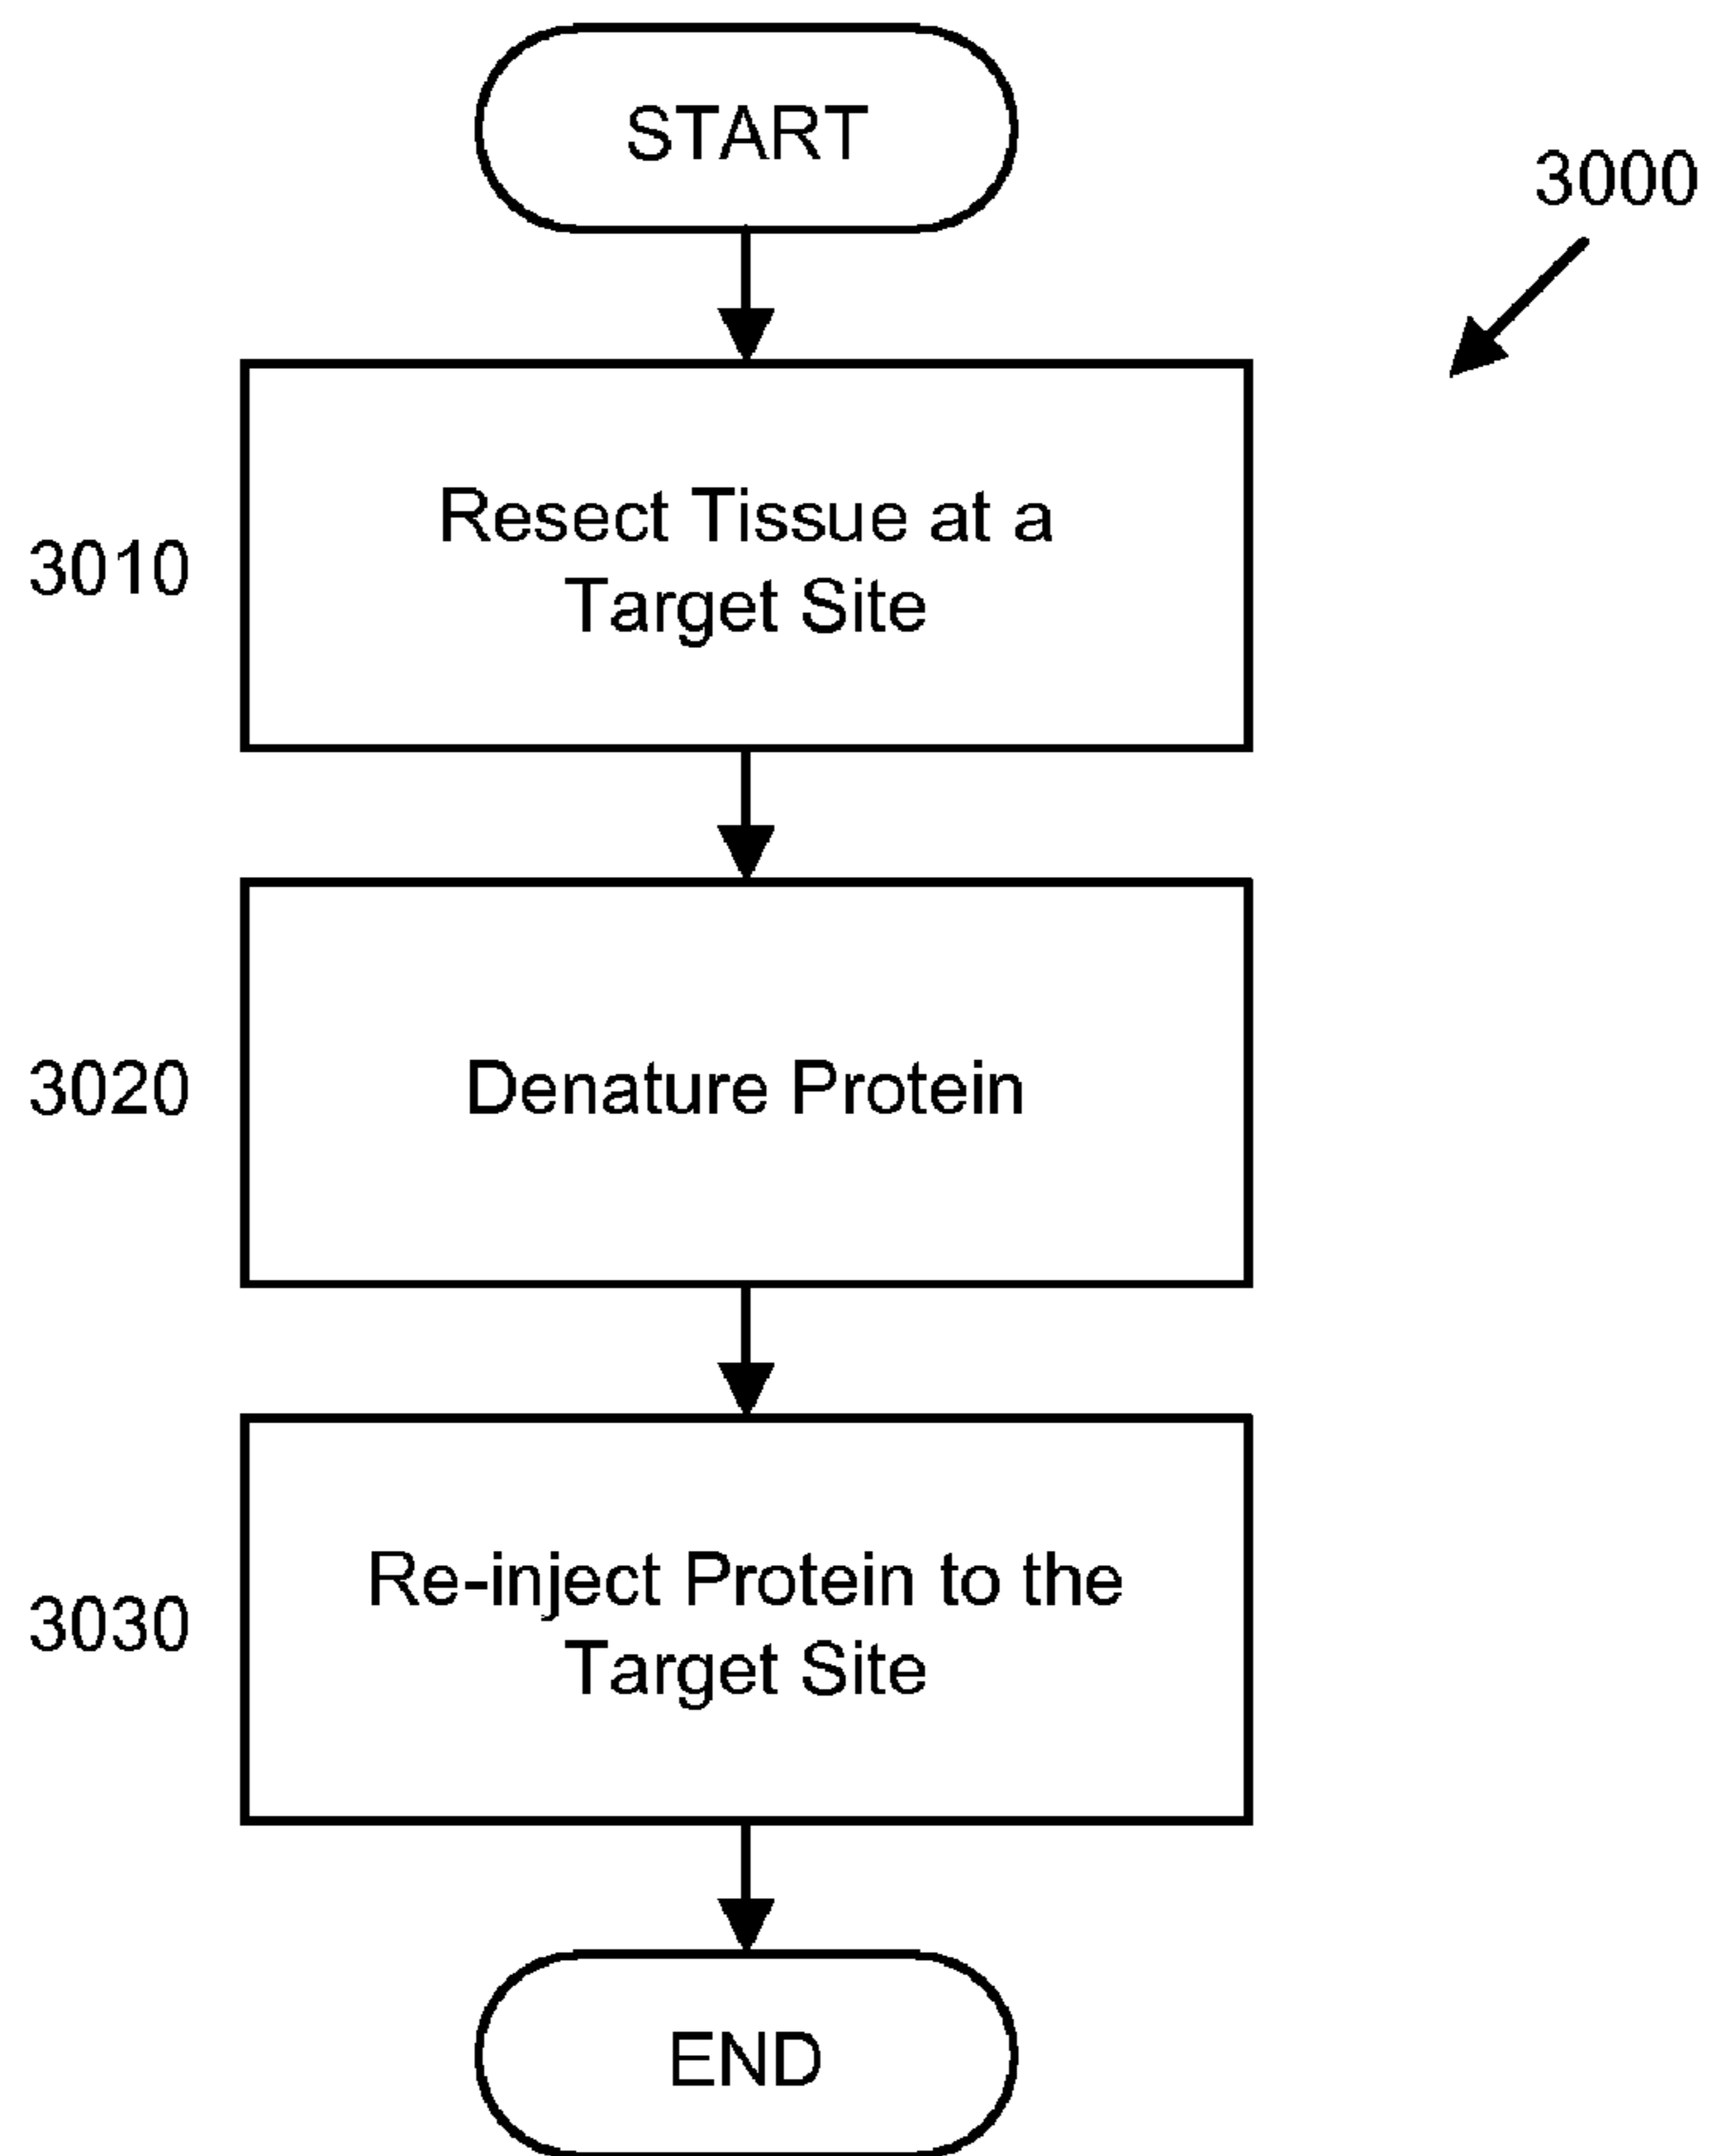 START
3000
Resect Tissue at a
Target Site
3010
Denature Protein
3020
Re-inject Protein to the
Target Site
3030
END